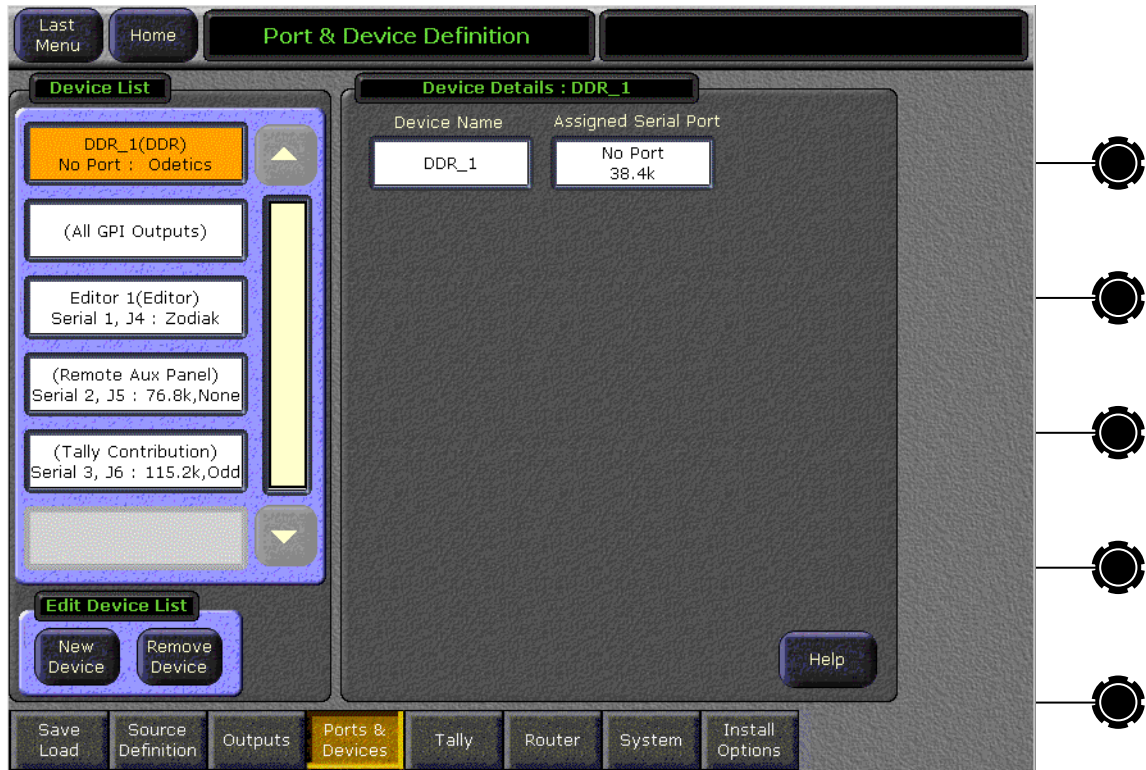 Last
Menu
Home
Port & Device Definition
Device List
DDR_1(DDR)
No Port : Odetics
(All GPI Outputs)
Editor 1(Editor)
Serial 1, J4 : Zodiak
(Remote Aux Panel)
Serial 2, J5 : 76.8k,None
(Tally Contribution)
Serial 3, J6 : 115.2k,Odd
Edit Device List
New
Device
Remove
Device
Device Details : DDR_1
Device Name
DDR_1
Assigned Serial Port
No Port
38.4k
Help
Save
Load
Source
Definition
Outputs
Ports &
Devices
Tally
Router
System
Install
Options